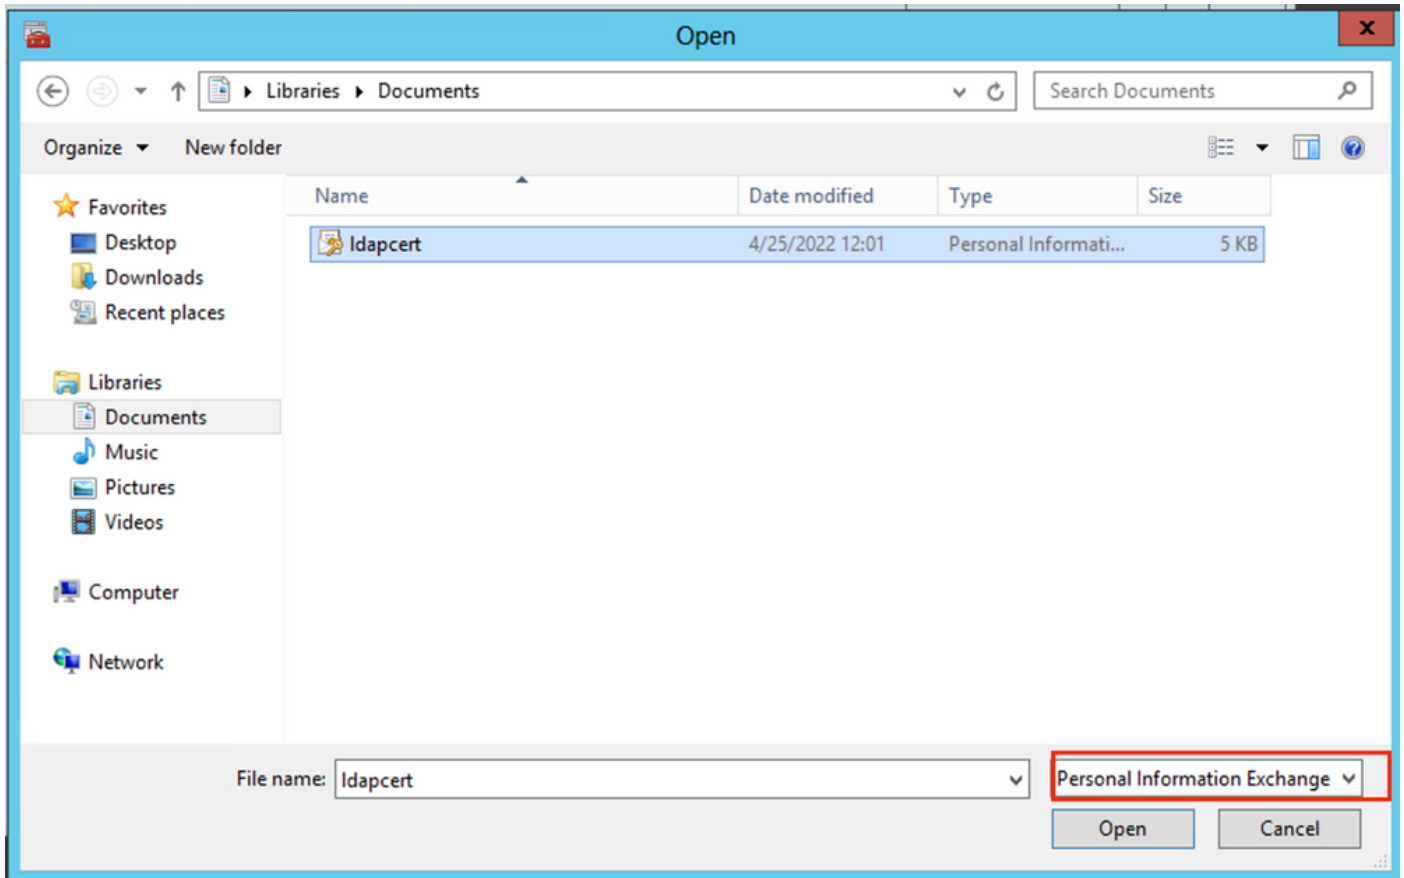 Open
x
Libraries Documents
Search Documents
Organize New folder
Name Date modified Type Size
Favorites
Desktop
Downloads
Recent places
ldapcert 4/25/2022 12:01 Personal Informati... 5 KB
Libraries
Documents
Music
Pictures
Videos
Computer
Network
File name: ldapcert Personal Information Exchange
Open Cancel